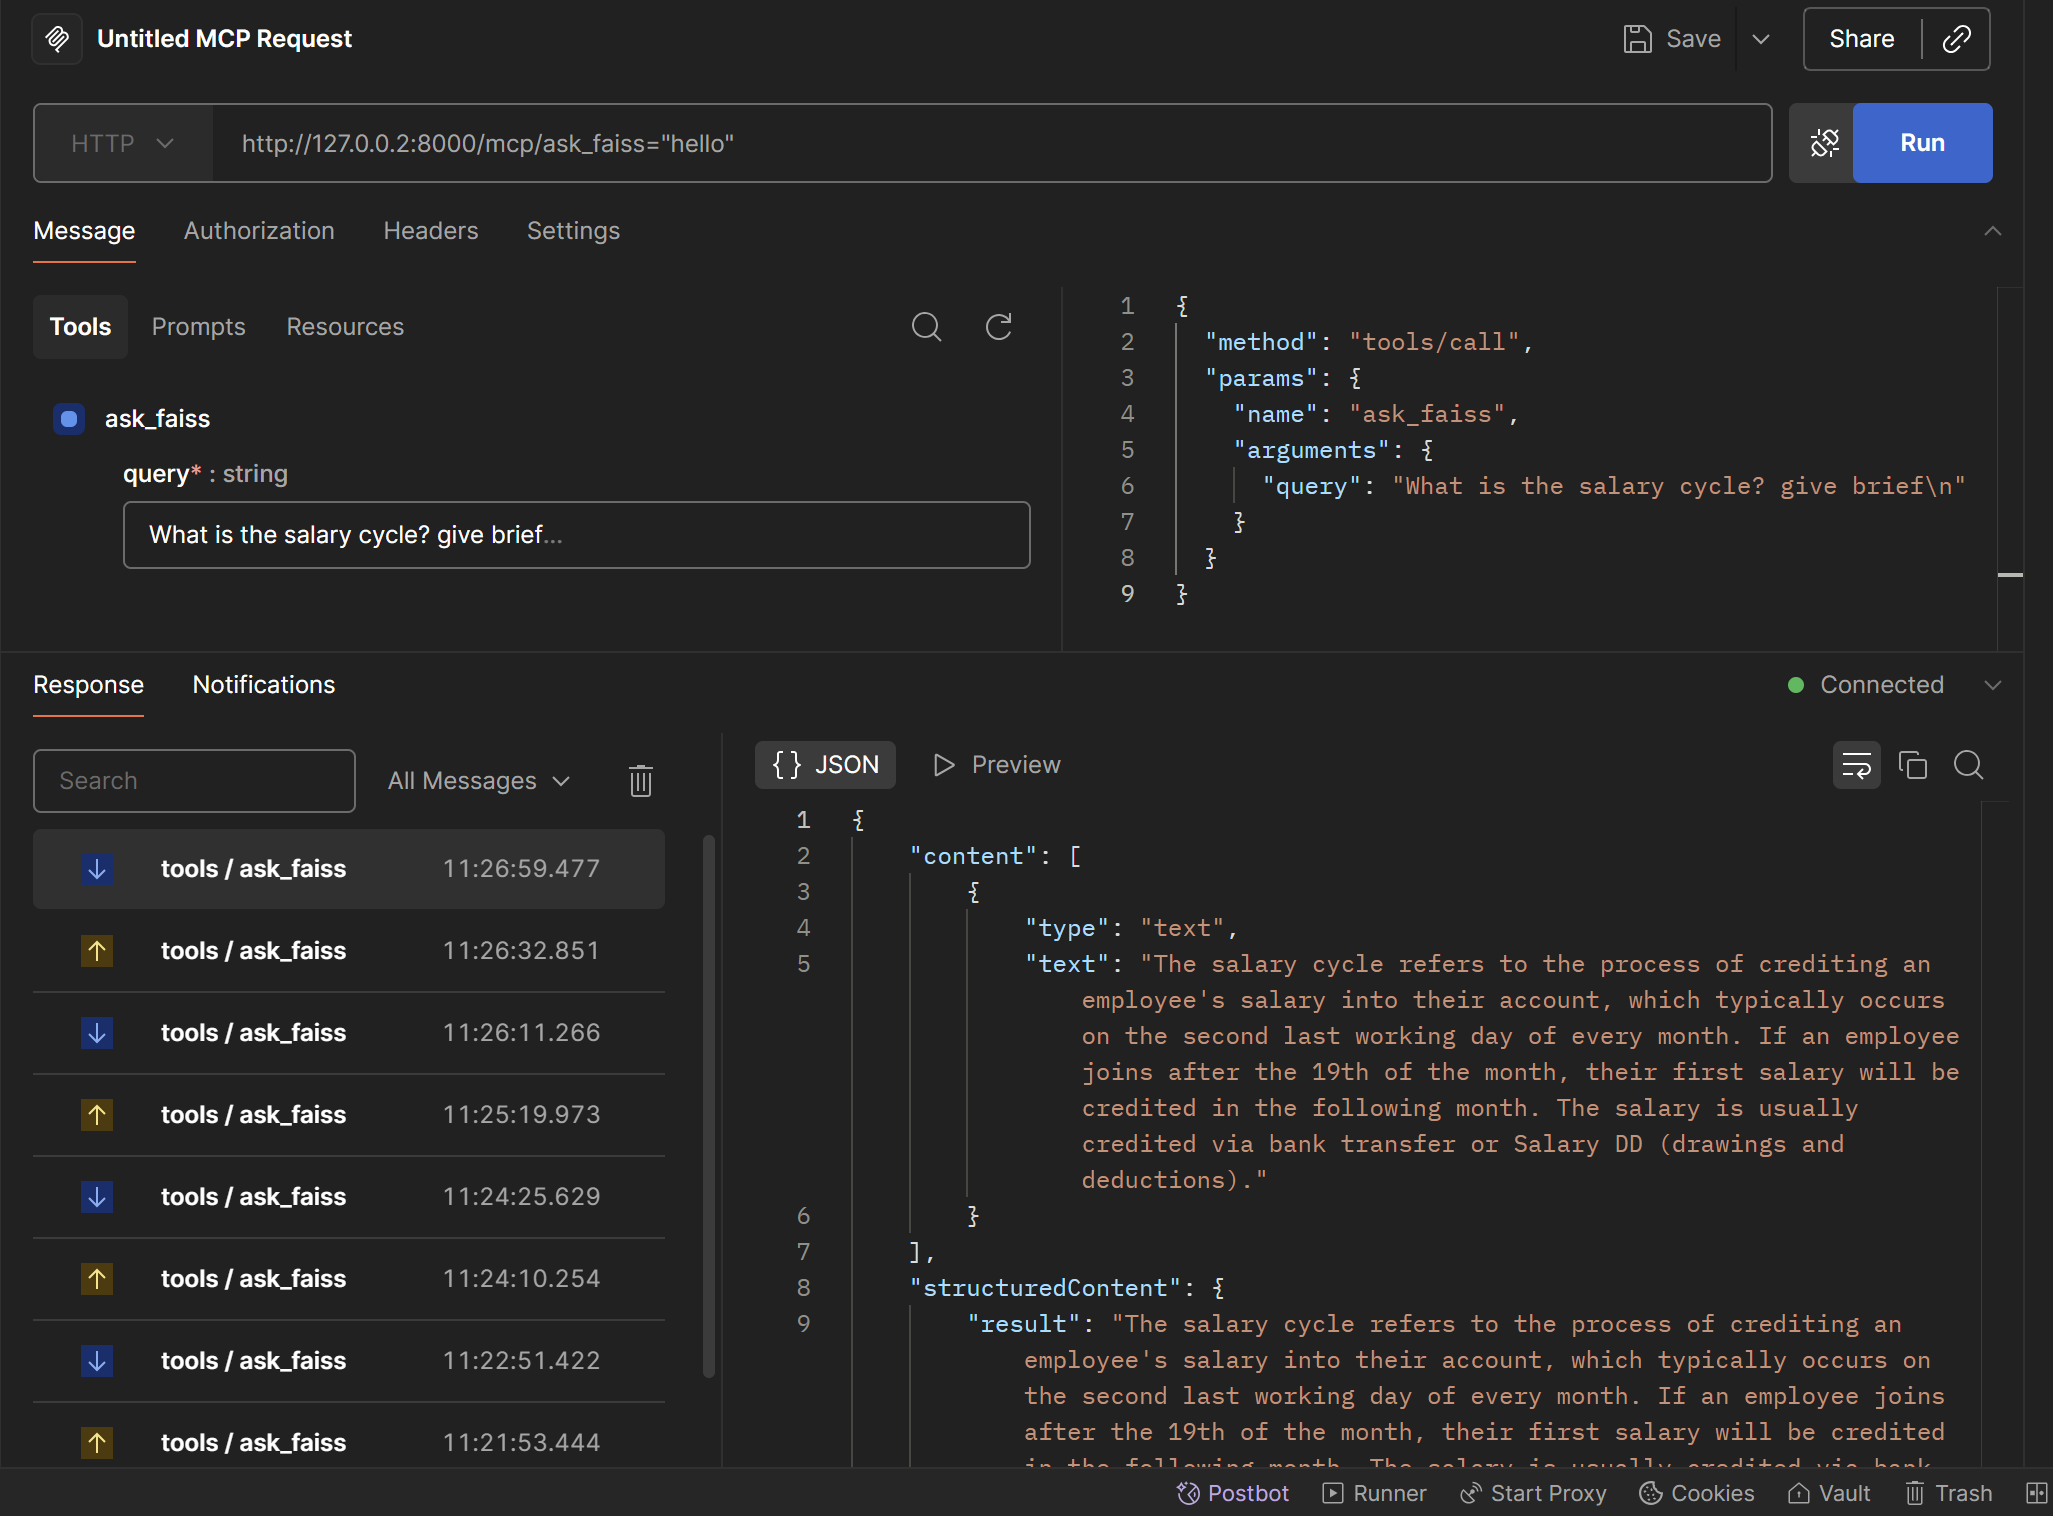 Untitled MCP Request
Save
Share
HTTP
http://127.0.0.2:8000/mcp/ask_faiss="hello"
Run
Message
Authorization
Headers
Settings
Tools
Prompts
Resources
ask_faiss
query* : string
What is the salary cycle? give brief...
1 {
2 "method": "tools/call",
3 "params": {
4 "name": "ask_faiss",
5 "arguments": {
6 "query": "What is the salary cycle? give brief\n"
7 }
8 }
9 }
Response
Notifications
Connected
Search
All Messages
tools / ask_faiss 11:26:59.477
tools / ask_faiss 11:26:32.851
tools / ask_faiss 11:26:11.266
tools / ask_faiss 11:25:19.973
tools / ask_faiss 11:24:25.629
tools / ask_faiss 11:24:10.254
tools / ask_faiss 11:22:51.422
tools / ask_faiss 11:21:53.444
{} JSON
Preview
1 {
2 "content": [
3 {
4 "type": "text",
5 "text": "The salary cycle refers to the process of crediting an
employee's salary into their account, which typically occurs
on the second last working day of every month. If an employee
joins after the 19th of the month, their first salary will be
credited in the following month. The salary is usually
credited via bank transfer or Salary DD (drawings and
deductions)."
6 }
7 ],
8 "structuredContent": {
9 "result": "The salary cycle refers to the process of crediting an
employee's salary into their account, which typically occurs on
the second last working day of every month. If an employee joins
after the 19th of the month, their first salary will be credited
in the following month. The salary is usually credited via bank
Postbot
Runner
Start Proxy
Cookies
Vault
Trash